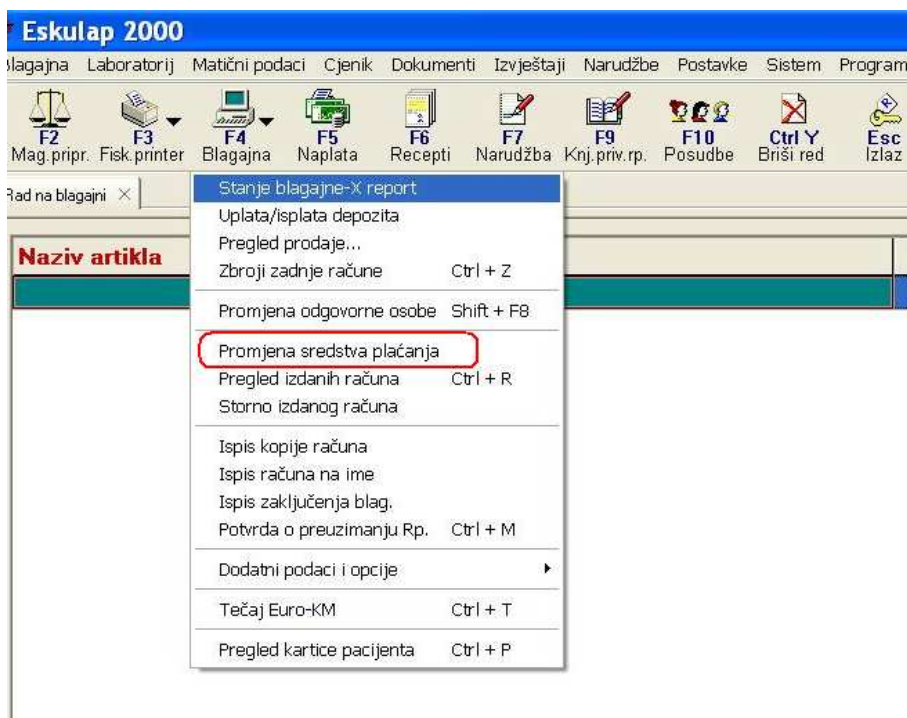 Eskulap 2000
Blagajna Laboratorij Matični podaci Cjenik Dokumenti Izvještaji Narudžbe Postavke Sistem Program
F2 F3 F4 F5 F6 F7 F9 F10 Ctrl Y Esc
Mag.pripr. Fisk.printer Blagajna Naplata Recepti Narudžba Knj.priv.rp. Posudbe Briši red Izlaz
Rad na blagajni
Naziv artikla
Stanje blagajne-X report
Uplata/isplata depozita
Pregled prodaje...
Zbroji zadnje račune Ctrl + Z
Promjena odgovorne osobe Shift + F8
Promjena sredstva plaćanja
Pregled izdanih računa Ctrl + R
Storno izdanog računa
Ispis kopije računa
Ispis računa na ime
Ispis zaključenja blag.
Potvrda o preuzimanju Rp. Ctrl + M
Dodatni podaci i opcije
Tečaj Euro-KM Ctrl + T
Pregled kartice pacijenta Ctrl + P